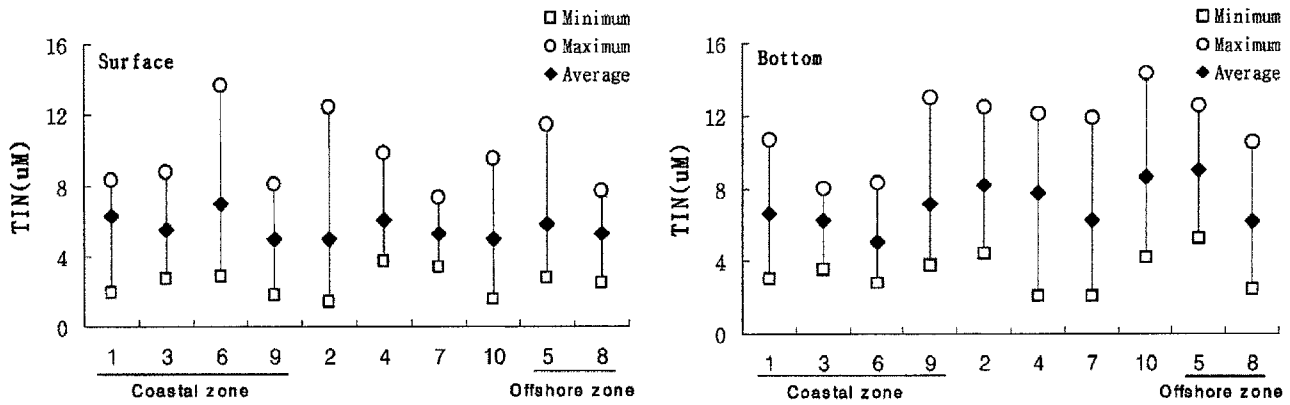 Minimum
Maximum
Average
Surface
TIN(uM)
16
12
8
4
0
1 3 6 9 2 4 7 10 5 8
Coastal zone
Offshore zone
Minimum
Maximum
Average
Bottom
TIN(uM)
16
12
8
4
0
1 3 6 9 2 4 7 10 5 8
Coastal zone
Offshore zone